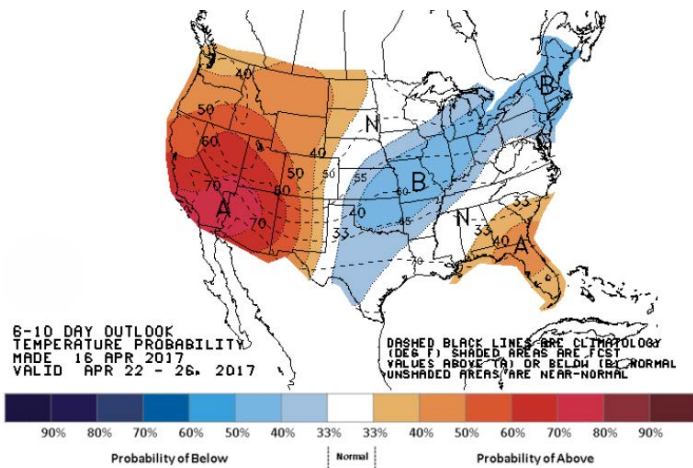 40
B
50
N
60
40
50
50
55
B
60
70
A
60
40
70
33
65
N
33
33
40
A
70
6-10 DAY OUTLOOK
TEMPERATURE PROBABILITY
MADE 16 APR 2017
VALID APR 22 - 26, 2017
DASHED BLACK LINES ARE CLIMATOLOGY
(DEG F) SHADED AREAS ARE FCST
VALUES ABOVE (A) OR BELOW (B) NORMAL
UNSHADED AREAS ARE NEAR-NORMAL
90% 80% 70% 60% 50% 40% 33% 33% 40% 50% 60% 70% 80% 90%
Probability of Below Normal Probability of Above